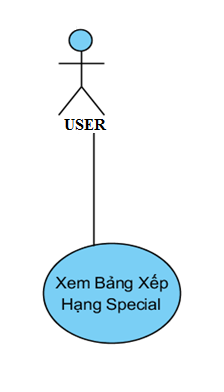 USER
Xem Bảng Xếp
Hạng Special